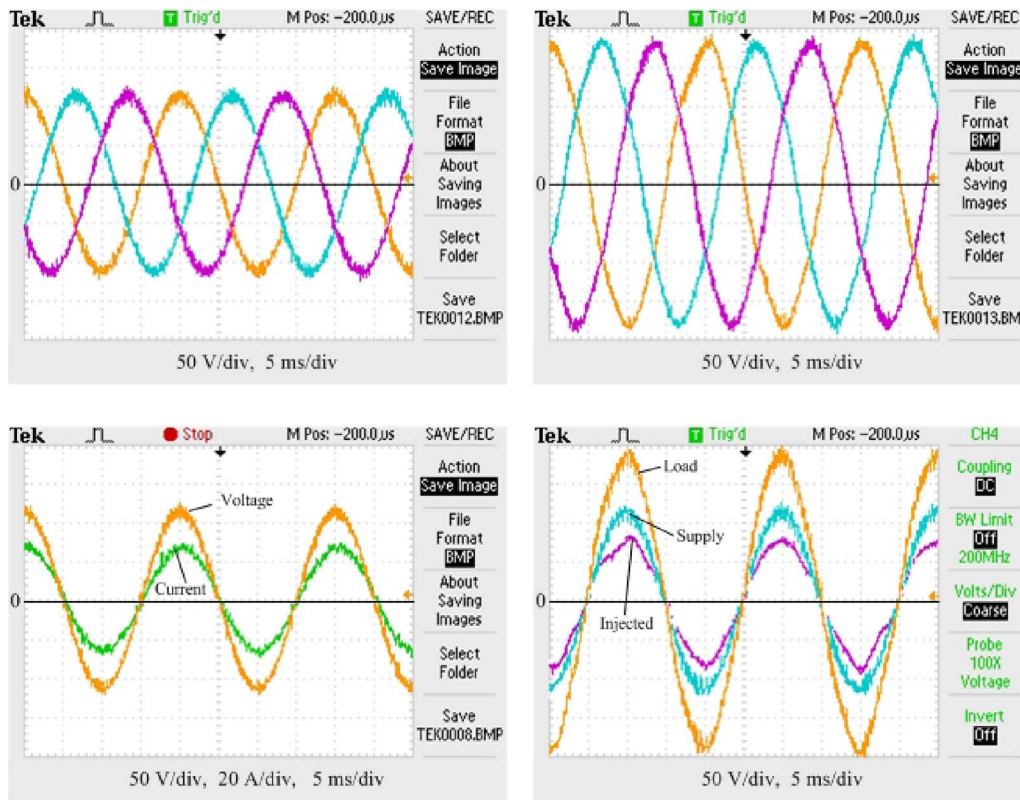 Tek Trig'd M Pos: -200.0µs SAVE/REC
Action
Save Image
File
Format
BMP
About
Saving
Images
Select
Folder
Save
TEK0012.BMP
0
50 V/div, 5 ms/div
Tek Trig'd M Pos: -200.0µs SAVE/REC
Action
Save Image
File
Format
BMP
About
Saving
Images
Select
Folder
Save
TEK0013.BMP
0
50 V/div, 5 ms/div
Tek Stop M Pos: -200.0µs SAVE/REC
Action
Save Image
Voltage
File
Format
BMP
Current
About
Saving
Images
0
Select
Folder
Save
TEK0008.BMP
50 V/div, 20 A/div, 5 ms/div
Tek Trig'd M Pos: -200.0µs CH4
Load
Coupling
DC
Supply
BW Limit
Off
200MHz
Volts/Div
Coarse
0
Injected
Probe
100X
Voltage
Invert
Off
50 V/div, 5 ms/div